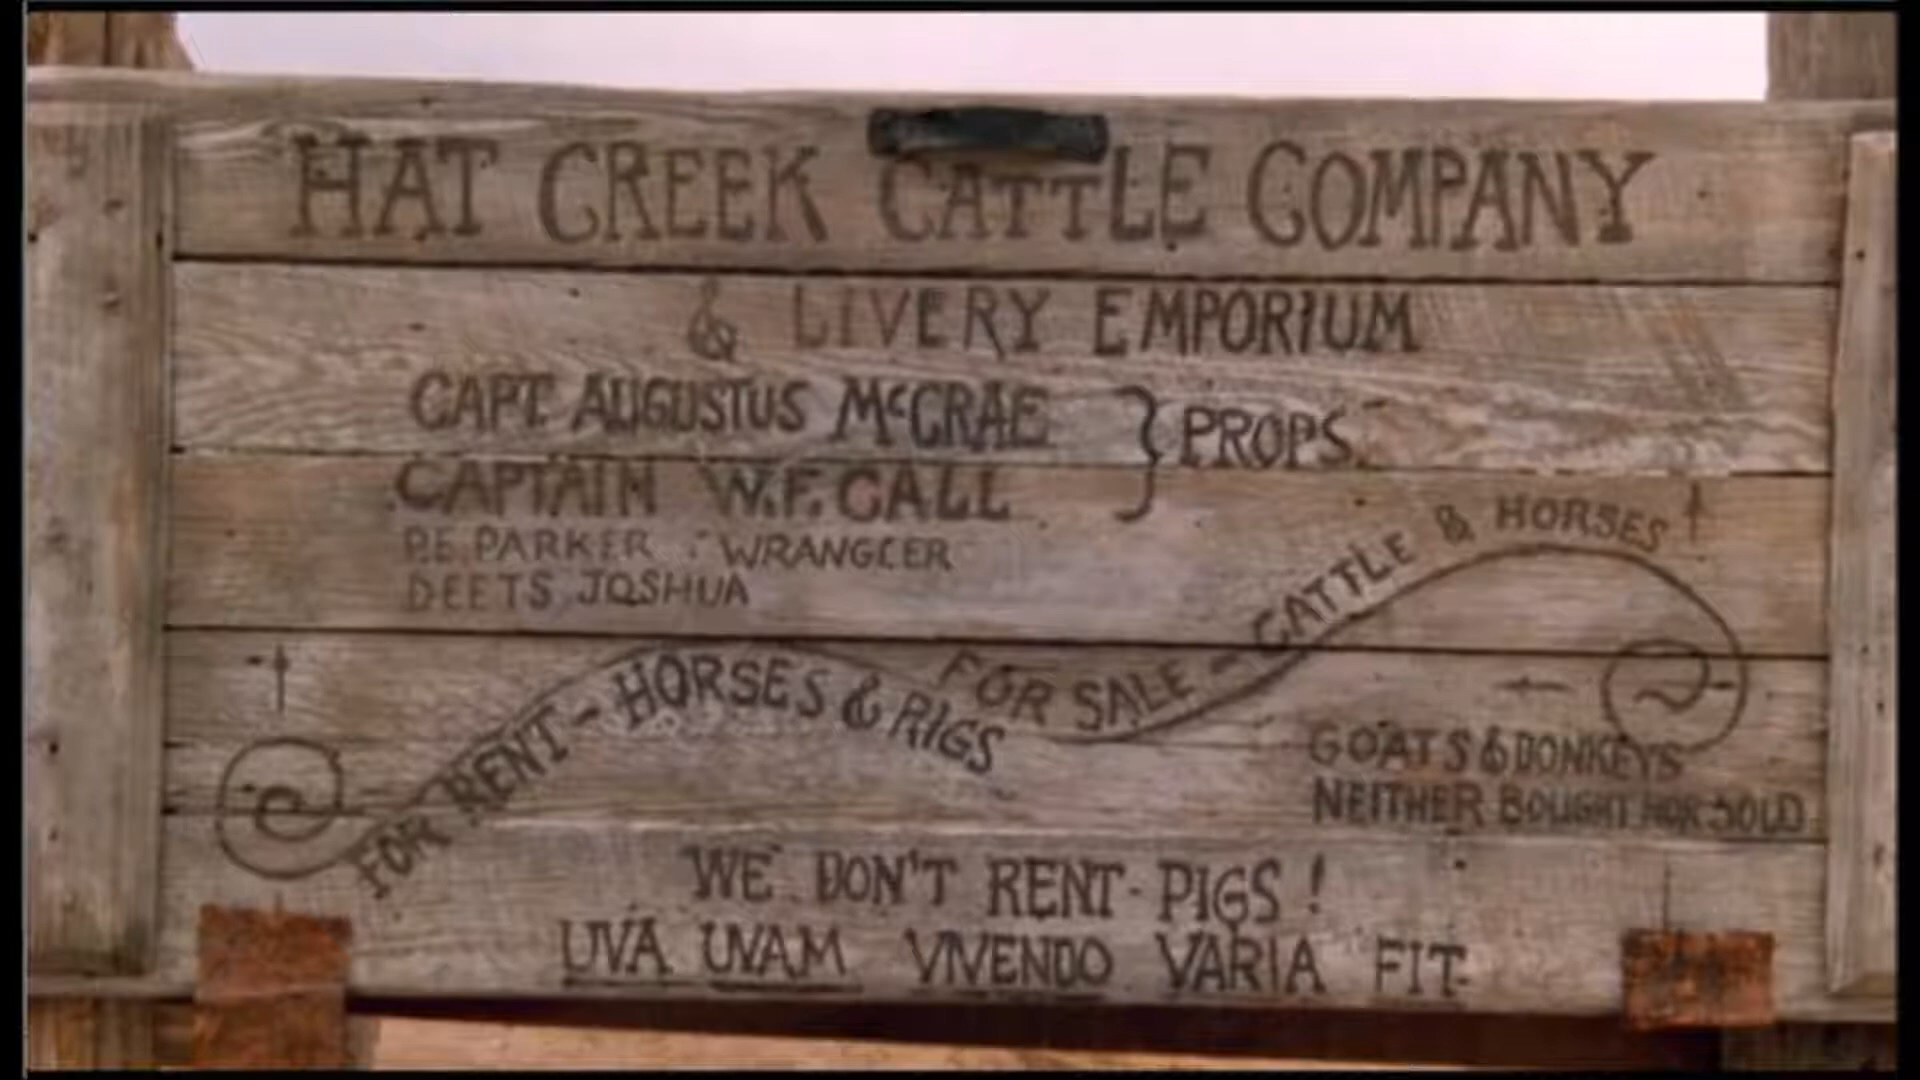 HAT CREEK CATTLE COMPANY
& LIVERY EMPORIUM
CAPT. AUGUSTUS McCRAE } PROPS.
CAPTAIN W.F. CALL
P.E. PARKER : WRANGLER
DEETS JOSHUA
FOR RENT - HORSES & RIGS
FOR SALE - CATTLE & HORSES
GOATS & DONKEYS
NEITHER BOUGHT NOR SOLD
WE DON'T RENT PIGS!
UVA UVAM VIVENDO VARIA FIT